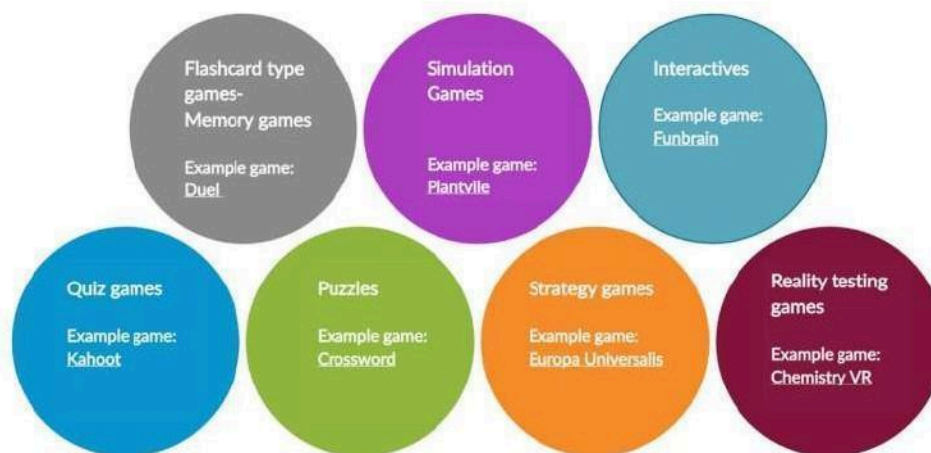 Flashcard type
games-
Memory games
Example game:
Duel
Simulation
Games
Example game:
Plantvile
Interactives
Example game:
Funbrain
Quiz games
Example game:
Kahoot
Puzzles
Example game:
Crossword
Strategy games
Example game:
Europa Universalis
Reality testing
games
Example game:
Chemistry VR